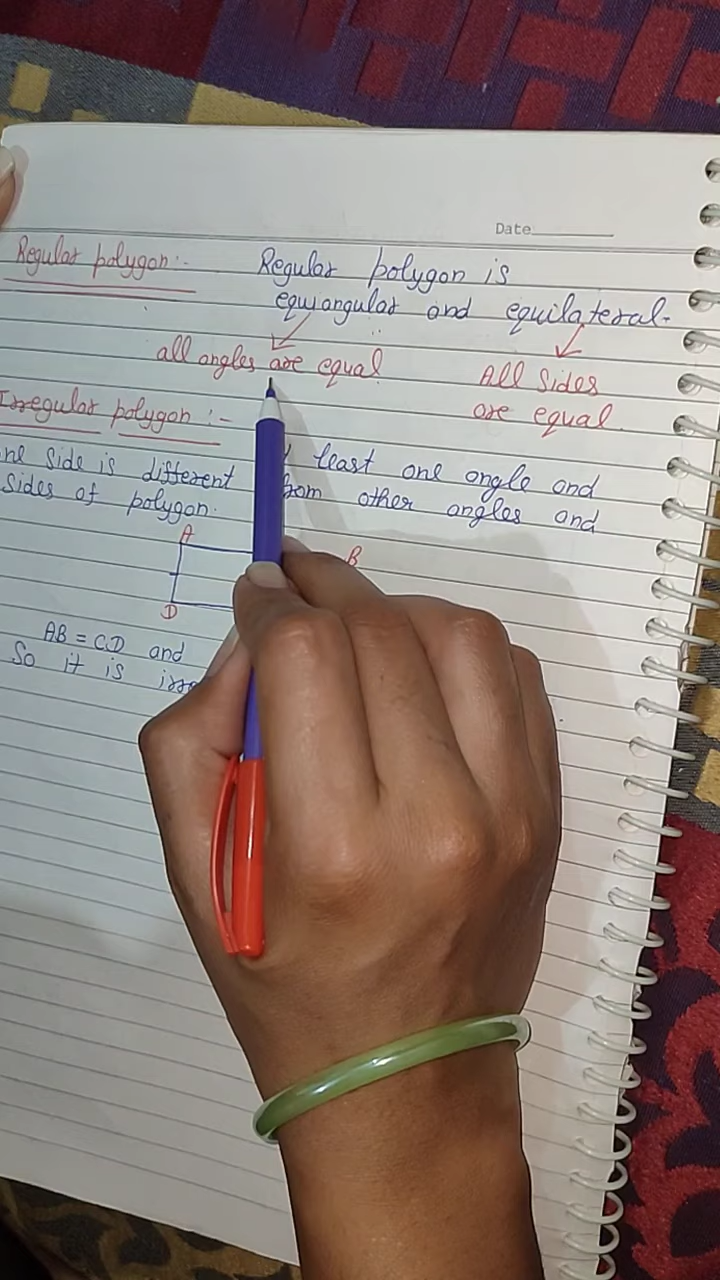 Date
Regular polygon :- Regular polygon is
equiangular and equilateral.
all angles are equal All Sides
are equal.
Irregular polygon :-
least one angle and
one side is different from other angles and
sides of polygon.
A B
D
AB = CD and
So it is